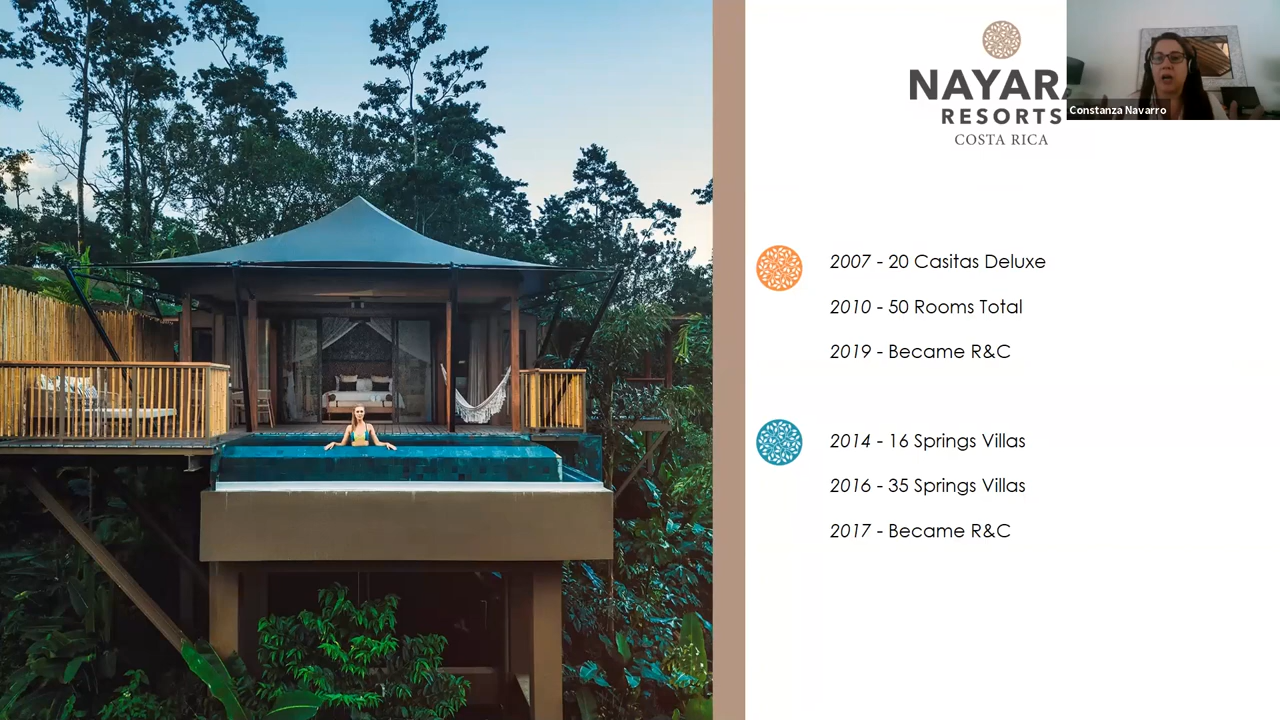 NAYAR
RESORTS
COSTA RICA
Constanza Navarro
2007 - 20 Casitas Deluxe
2010 - 50 Rooms Total
2019 - Became R&C
2014 - 16 Springs Villas
2016 - 35 Springs Villas
2017 - Became R&C